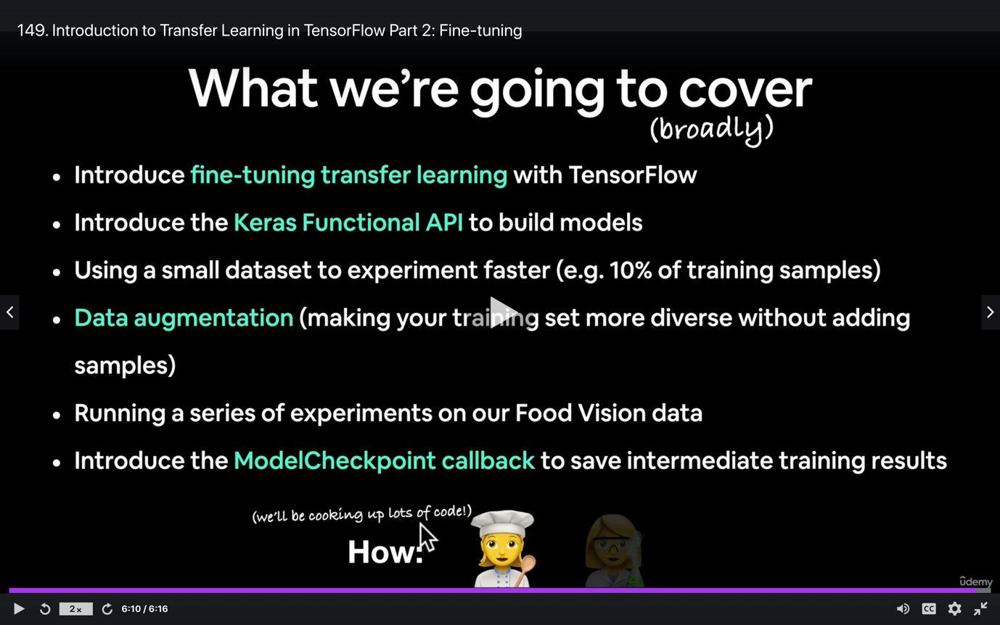 149. Introduction to Transfer Learning in TensorFlow Part 2: Fine-tuning
What we're going to cover
(broadly)
• Introduce fine-tuning transfer learning with TensorFlow
• Introduce the Keras Functional API to build models
• Using a small dataset to experiment faster (e.g. 10% of training samples)
• Data augmentation (making your training set more diverse without adding
samples)
• Running a series of experiments on our Food Vision data
• Introduce the ModelCheckpoint callback to save intermediate training results
(we'll be cooking up lots of code!)
How:
ûdemy
2x
6:10 / 6:16
CC